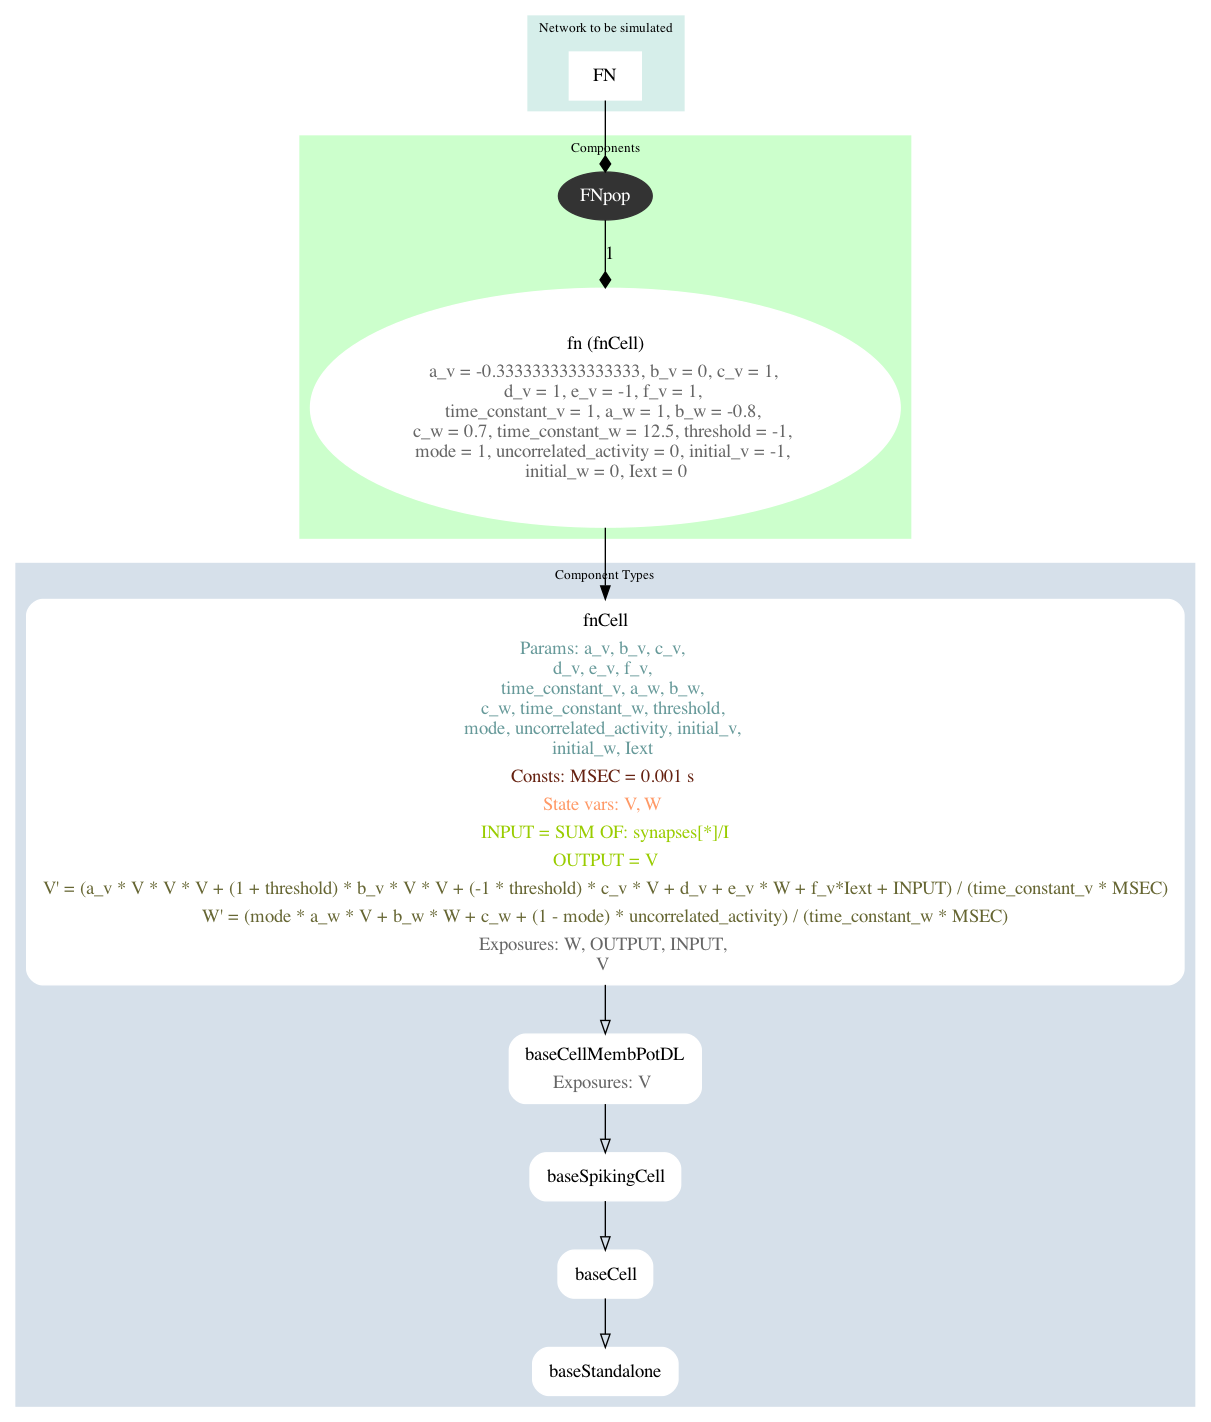 Network to be simulated
FN
Components
FNpop
1
fn (fnCell)
a_v = -0.3333333333333333, b_v = 0, c_v = 1,
d_v = 1, e_v = -1, f_v = 1,
time_constant_v = 1, a_w = 1, b_w = -0.8,
c_w = 0.7, time_constant_w = 12.5, threshold = -1,
mode = 1, uncorrelated_activity = 0, initial_v = -1,
initial_w = 0, Iext = 0
Component Types
fnCell
Params: a_v, b_v, c_v,
d_v, e_v, f_v,
time_constant_v, a_w, b_w,
c_w, time_constant_w, threshold,
mode, uncorrelated_activity, initial_v,
initial_w, Iext
Consts: MSEC = 0.001 s
State vars: V, W
INPUT = SUM OF: synapses[*]/I
OUTPUT = V
V' = (a_v * V * V * V + (1 + threshold) * b_v * V * V + (-1 * threshold) * c_v * V + d_v + e_v * W + f_v*Iext + INPUT) / (time_constant_v * MSEC)
W' = (mode * a_w * V + b_w * W + c_w + (1 - mode) * uncorrelated_activity) / (time_constant_w * MSEC)
Exposures: W, OUTPUT, INPUT,
V
baseCellMembPotDL
Exposures: V
baseSpikingCell
baseCell
baseStandalone